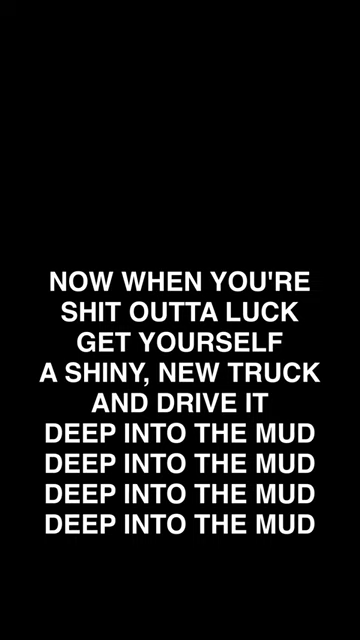 NOW WHEN YOU'RE
SHIT OUTTA LUCK
GET YOURSELF
A SHINY, NEW TRUCK
AND DRIVE IT
DEEP INTO THE MUD
DEEP INTO THE MUD
DEEP INTO THE MUD
DEEP INTO THE MUD